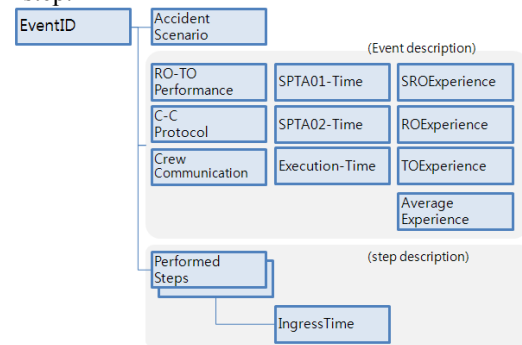 step.
EventID
Accident
Scenario
(Event description)
RO-TO
Performance
SPTA01-Time
SROExperience
C-C
Protocol
SPTA02-Time
ROExperience
Crew
Communication
Execution-Time
TOExperience
Average
Experience
Performed
Steps
(step description)
IngressTime